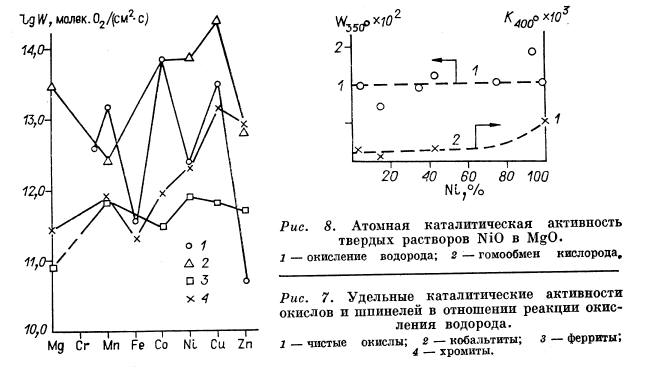 lg W, молек. O₂/(см²·с)
14,0
13,0
12,0
11,0
10,0
Mg Cr Mn Fe Co Ni Cu Zn
1
2
3
4
W₃₅₀° × 10²
K₄₀₀° × 10³
2
1
1
2
1
20 40 60 80 100
Ni, %
Рис. 8. Атомная каталитическая активность
твердых растворов NiO в MgO.
1 — окисление водорода; 2 — гомообмен кислорода.
Рис. 7. Удельные каталитические активности
окислов и шпинелей в отношении реакции окис-
ления водорода.
1 — чистые окислы; 2 — кобальтиты; 3 — ферриты;
4 — хромиты.